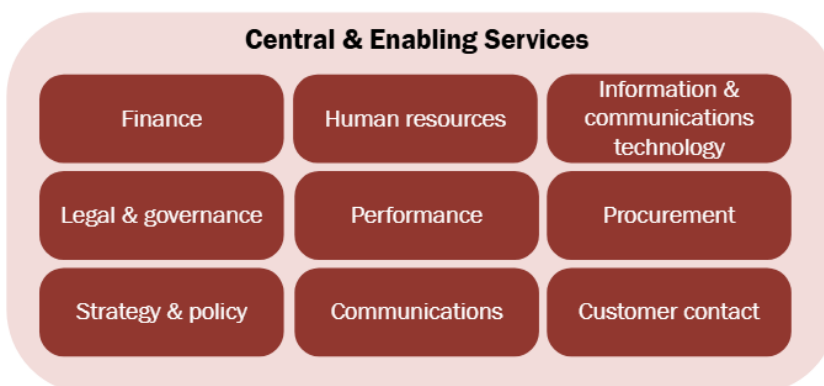 Central & Enabling Services
Finance
Human resources
Information &
communications
technology
Legal & governance
Performance
Procurement
Strategy & policy
Communications
Customer contact